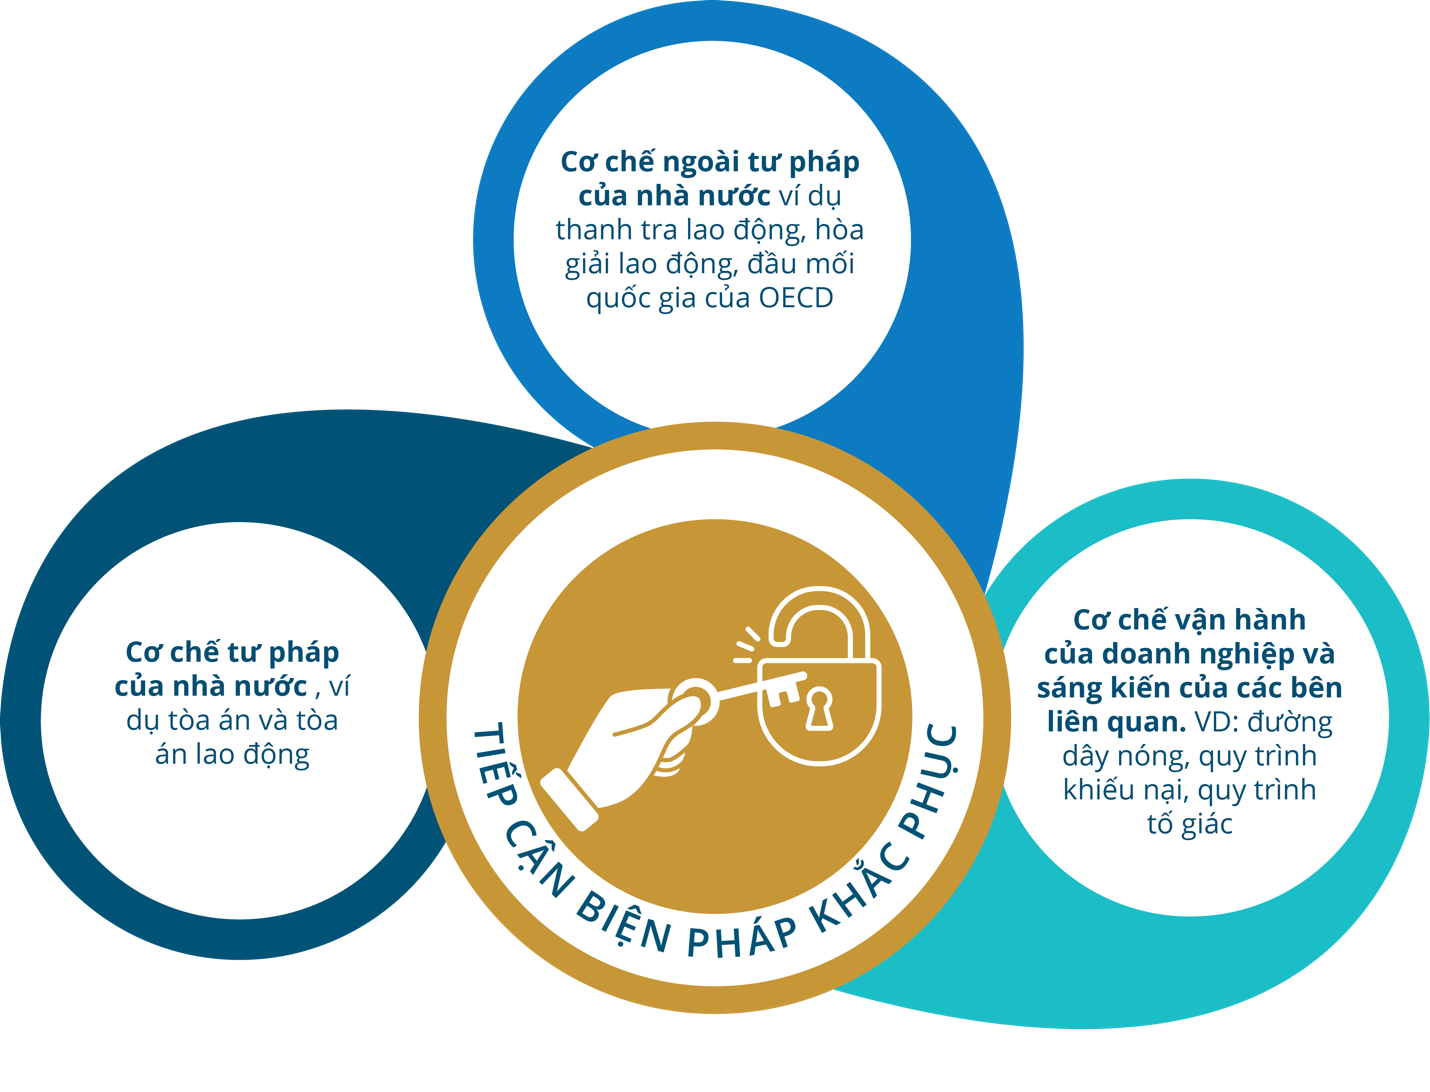 Cơ chế ngoài tư pháp
của nhà nước ví dụ
thanh tra lao động, hòa
giải lao động, đầu mối
quốc gia của OECD
Cơ chế tư pháp
của nhà nước , ví
dụ tòa án và tòa
án lao động
Cơ chế vận hành
của doanh nghiệp và
sáng kiến của các bên
liên quan. VD: đường
dây nóng, quy trình
khiếu nại, quy trình
tố giác
TIẾP CẬN BIỆN PHÁP KHẮC PHỤC